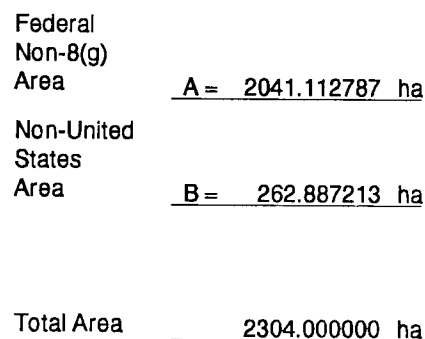 Federal
Non-8(g)
Area A = 2041.112787 ha
Non-United
States
Area B = 262.887213 ha
Total Area 2304.000000 ha